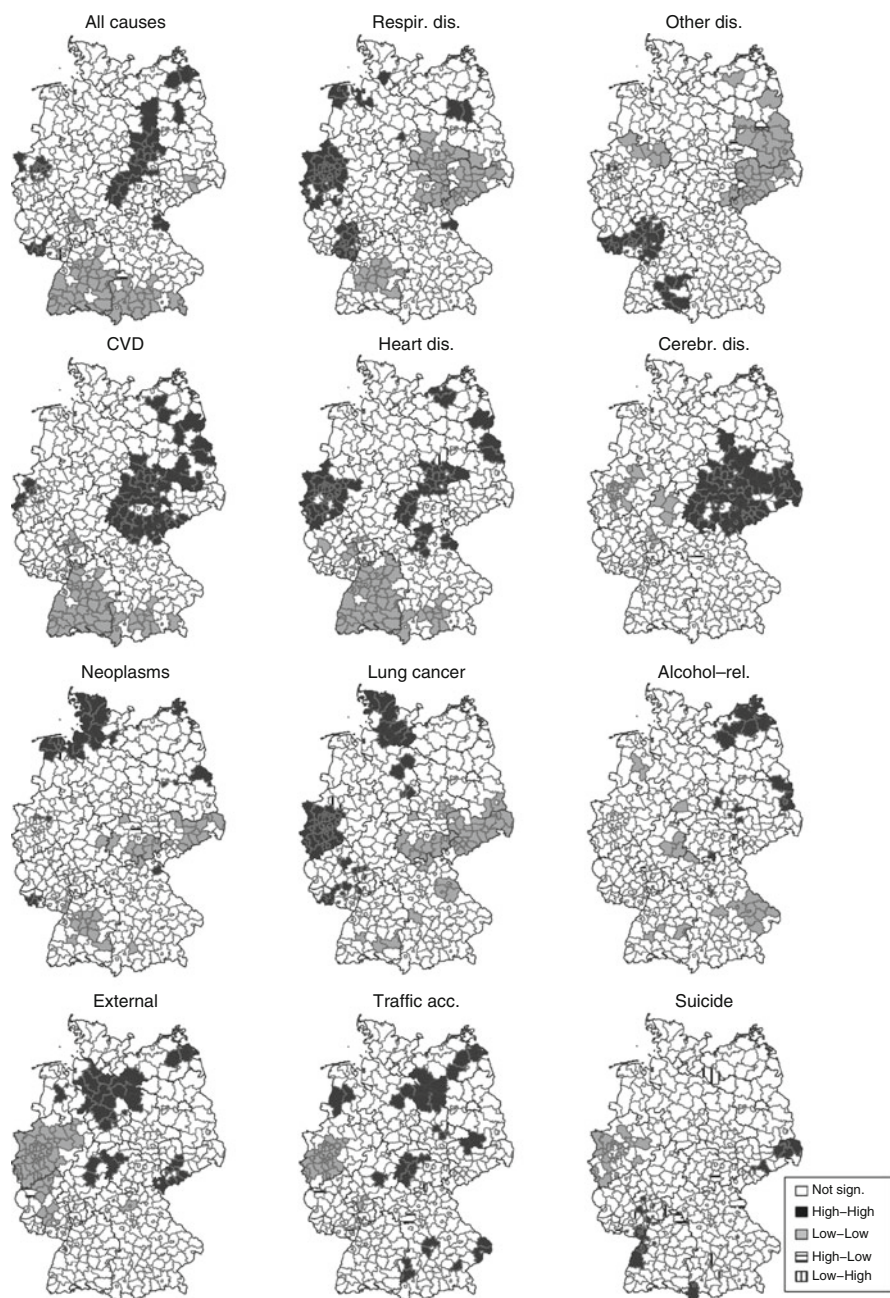 All causes
Respir. dis.
Other dis.
CVD
Heart dis.
Cerebr. dis.
Neoplasms
Lung cancer
Alcohol–rel.
External
Traffic acc.
Suicide
Not sign.
High–High
Low–Low
High–Low
Low–High